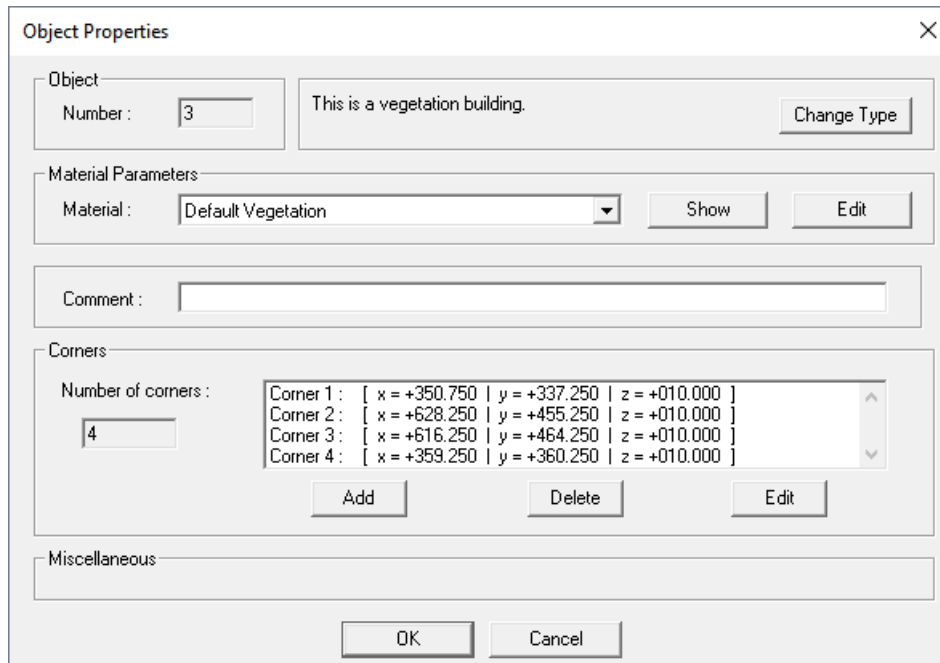 Object Properties
Object
Number :
3
This is a vegetation building.
Change Type
Material Parameters
Material :
Default Vegetation
Show
Edit
Comment :
Corners
Number of corners :
4
Corner 1 : [ x = +350.750 | y = +337.250 | z = +010.000 ]
Corner 2 : [ x = +628.250 | y = +455.250 | z = +010.000 ]
Corner 3 : [ x = +616.250 | y = +464.250 | z = +010.000 ]
Corner 4 : [ x = +359.250 | y = +360.250 | z = +010.000 ]
Add
Delete
Edit
Miscellaneous
OK
Cancel